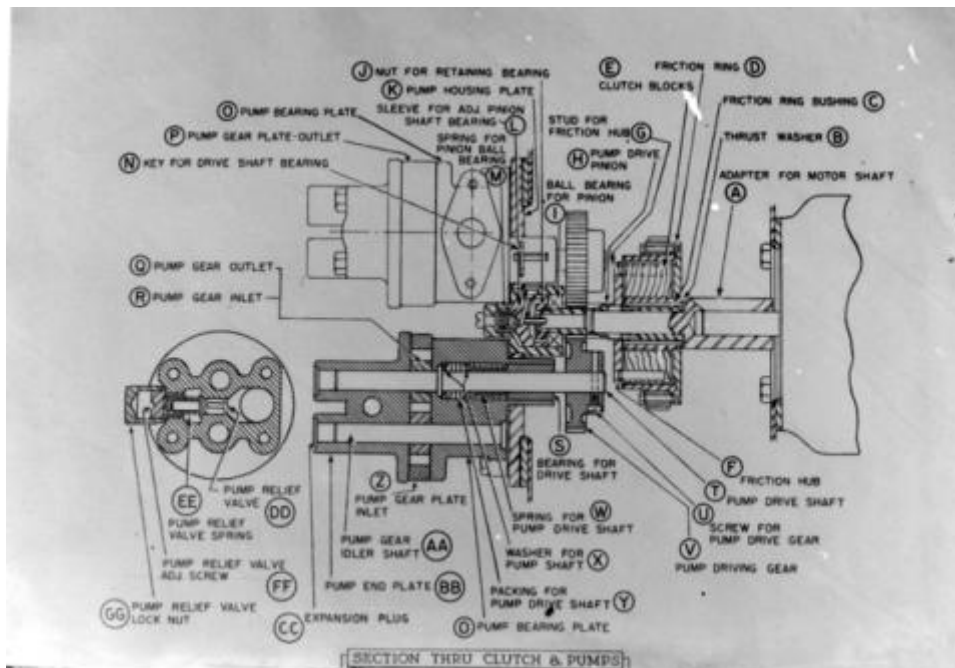 J NUT FOR RETAINING BEARING
K PUMP HOUSING PLATE
SLEEVE FOR ADJ. PINION
SHAFT BEARING L
O PUMP BEARING PLATE
P PUMP GEAR PLATE-OUTLET
SPRING FOR
PINION BALL
BEARING
M
N KEY FOR DRIVE SHAFT BEARING
E
CLUTCH BLOCKS
FRICTION RING D
FRICTION RING BUSHING C
STUD FOR
FRICTION HUB G
THRUST WASHER B
H PUMP DRIVE
PINION
ADAPTER FOR MOTOR SHAFT
A
BALL BEARING
FOR PINION
I
Q PUMP GEAR OUTLET
R PUMP GEAR INLET
S
BEARING FOR
DRIVE SHAFT
F
FRICTION HUB
T PUMP DRIVE SHAFT
U SCREW FOR
PUMP DRIVE GEAR
V
PUMP DRIVING GEAR
Z
PUMP
GEAR PLATE
INLET
SPRING FOR W
PUMP DRIVE SHAFT
WASHER FOR
PUMP SHAFT X
PACKING FOR
PUMP DRIVE SHAFT Y
O PUMP BEARING PLATE
PUMP GEAR
IDLER SHAFT AA
PUMP END PLATE BB
CC EXPANSION PLUG
PUMP RELIEF
VALVE DD
EE
PUMP RELIEF
VALVE SPRING
PUMP RELIEF VALVE
ADJ. SCREW FF
GG PUMP RELIEF VALVE
LOCK NUT
SECTION THRU CLUTCH & PUMPS